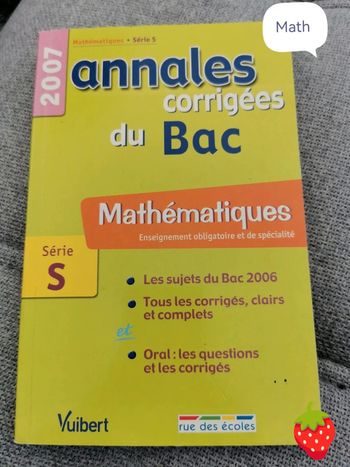 Math
2007
Mathématiques • Série S
annales
corrigées
du Bac
Mathématiques
Enseignement obligatoire et de spécialité
Série
S
• Les sujets du Bac 2006
• Tous les corrigés, clairs
et complets
et
• Oral : les questions
et les corrigés
Vuibert
rue des écoles